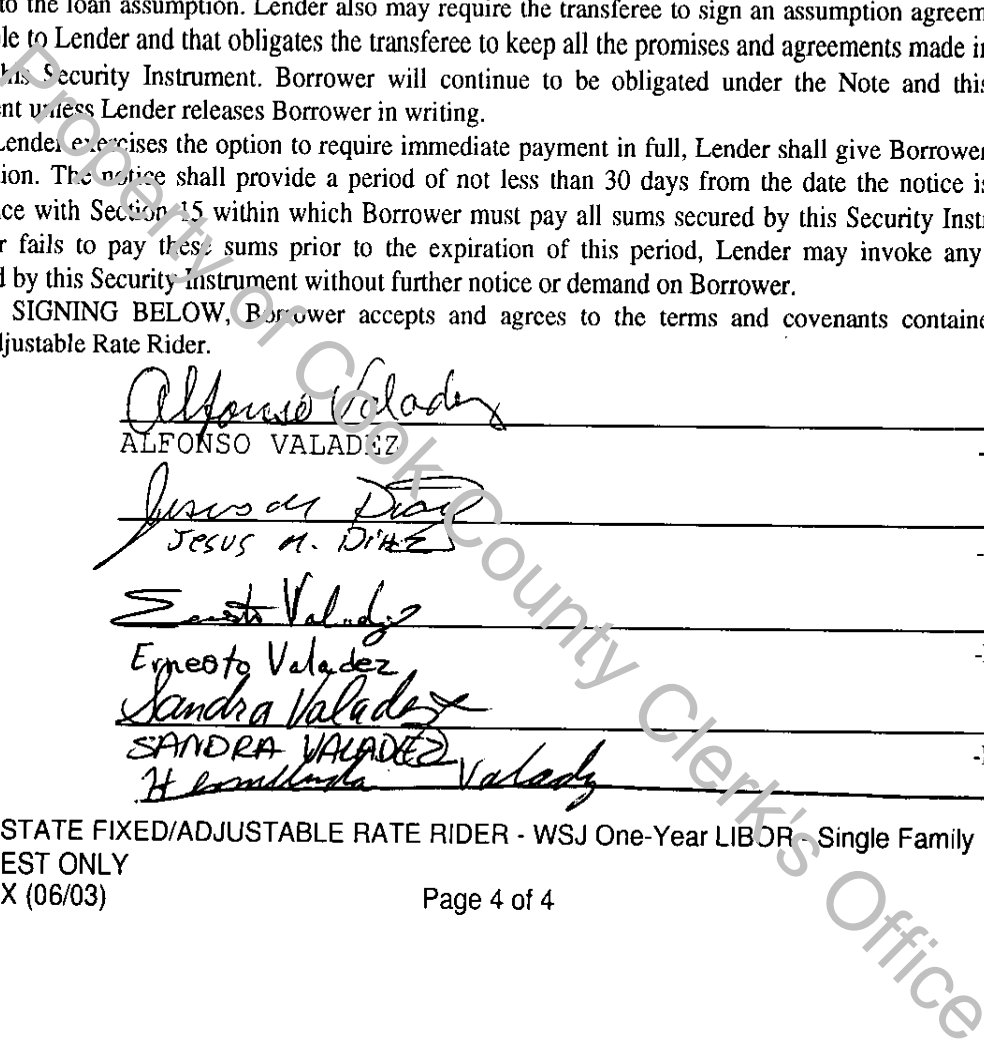 to the loan assumption. Lender also may require the transferee to sign an assumption agreem
le to Lender and that obligates the transferee to keep all the promises and agreements made i
his Security Instrument. Borrower will continue to be obligated under the Note and this
nt unless Lender releases Borrower in writing.
Lender exercises the option to require immediate payment in full, Lender shall give Borrower
ion. The notice shall provide a period of not less than 30 days from the date the notice is
ce with Section 15 within which Borrower must pay all sums secured by this Security Inst
r fails to pay these sums prior to the expiration of this period, Lender may invoke any
d by this Security Instrument without further notice or demand on Borrower.
SIGNING BELOW, Borrower accepts and agrees to the terms and covenants containe
djustable Rate Rider.
Alfonso Valadez
ALFONSO VALADEZ
Jesus M Diaz
JESUS M. DIAZ
Ernesto Valadez
Ernesto Valadez
Sandra Valadez
SANDRA VALADEZ
Valadez
STATE FIXED/ADJUSTABLE RATE RIDER - WSJ One-Year LIBOR - Single Family
EST ONLY
X (06/03)
Page 4 of 4
Property of Cook County Clerk's Office